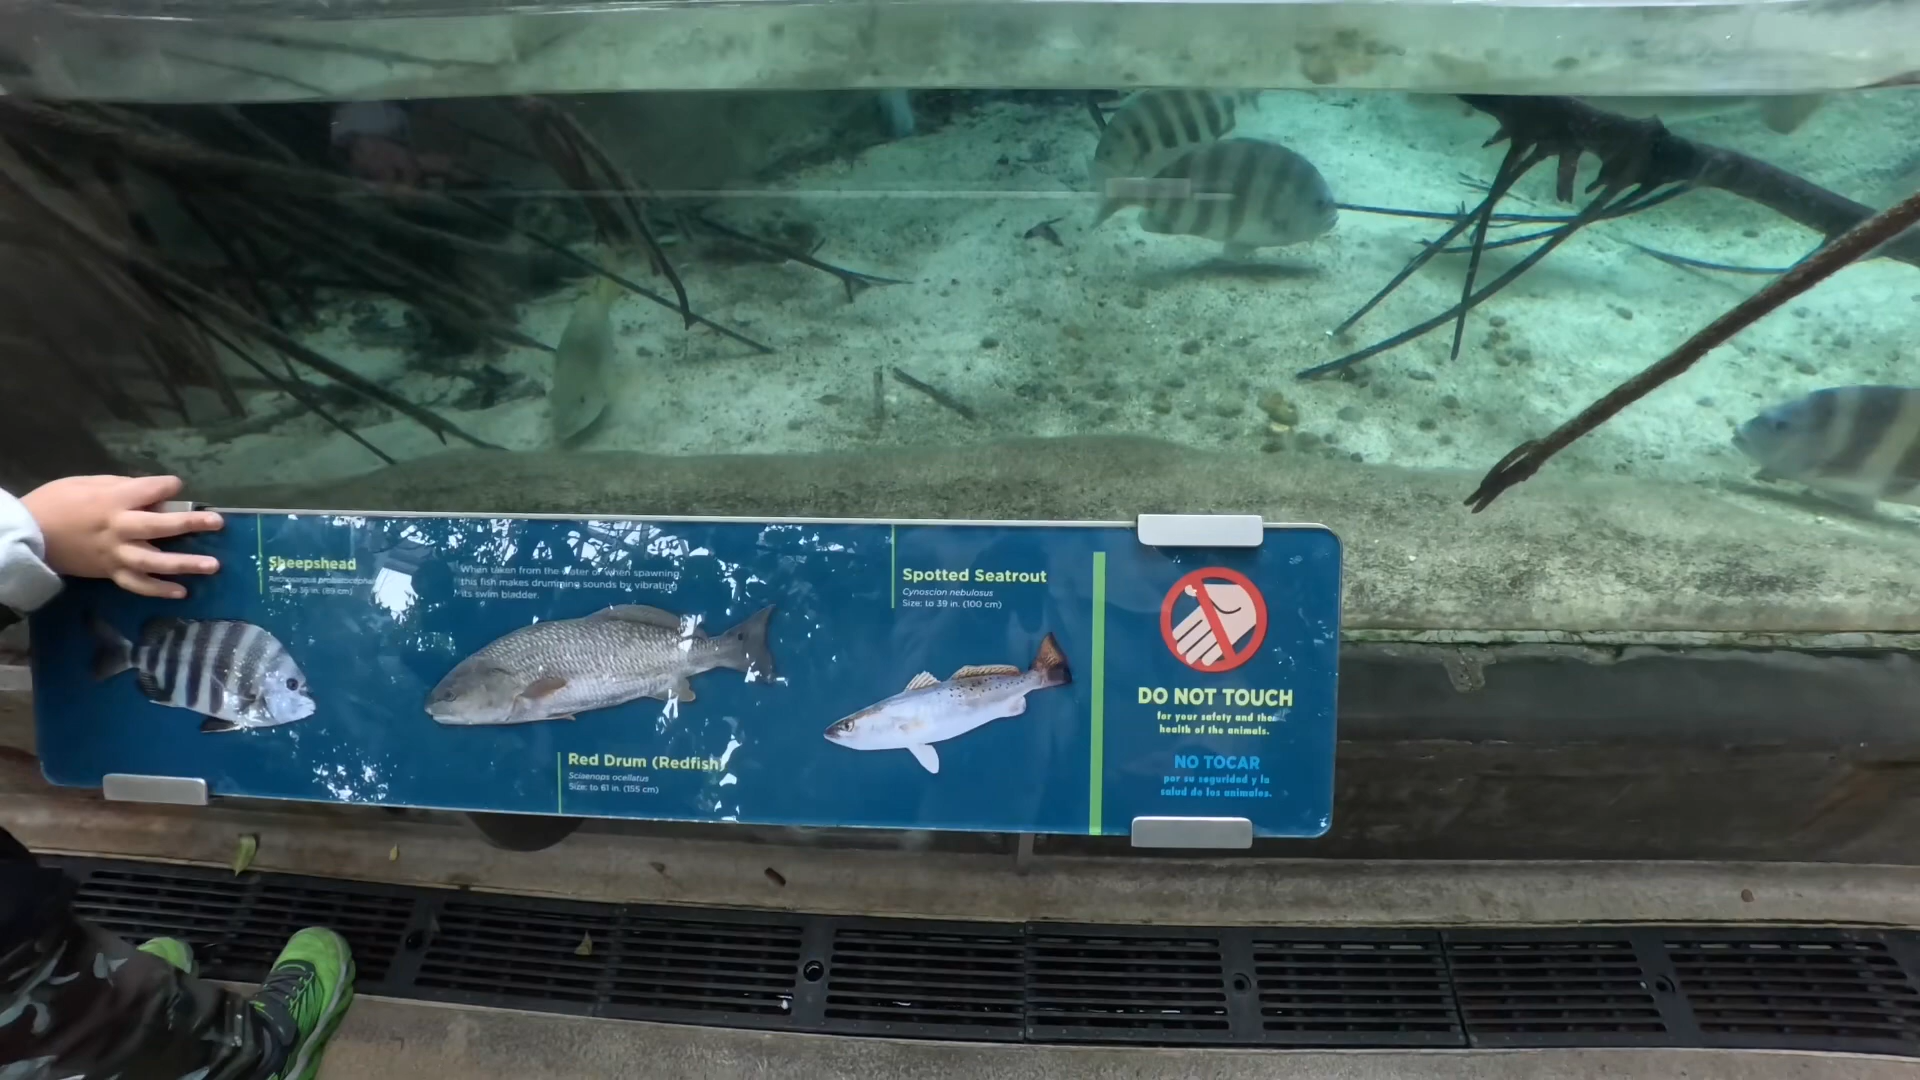 Sheepshead
Archosargus probatocephalus
Size: to 35 in. (89 cm)
When taken from the water or when spawning,
this fish makes drumming sounds by vibrating
its swim bladder.
Red Drum (Redfish)
Sciaenops ocellatus
Size: to 61 in. (155 cm)
Spotted Seatrout
Cynoscion nebulosus
Size: to 39 in. (100 cm)
DO NOT TOUCH
for your safety and the
health of the animals.
NO TOCAR
por su seguridad y la
salud de los animales.